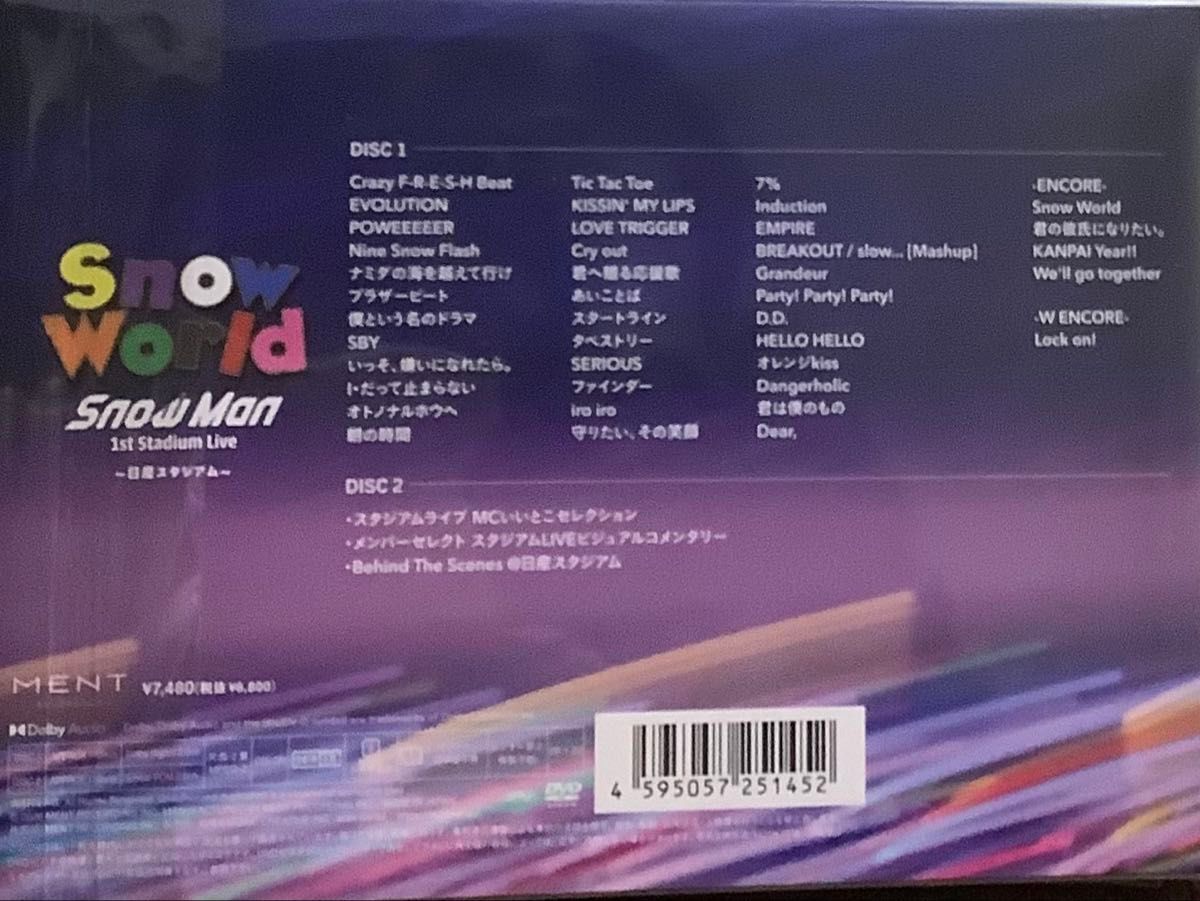 Snow
World
Snow Man
1st Stadium Live
~日産スタジアム~
DISC 1
Crazy F-R-E-S-H Beat
EVOLUTION
POWEEEEER
Nine Snow Flash
ナミダの海を越えて行け
ブラザービート
僕という名のドラマ
SBY
いっそ、嫌いになれたら。
トだって止まらない
オトノナルホウヘ
朝の時間
Tic Tac Toe
KISSIN' MY LIPS
LOVE TRIGGER
Cry out
君へ贈る応援歌
あいことば
スタートライン
タペストリー
SERIOUS
ファインダー
iro iro
守りたい、その笑顔
7%
Induction
EMPIRE
BREAKOUT / slow... [Mashup]
Grandeur
Party! Party! Party!
D.D.
HELLO HELLO
オレンジkiss
Dangerholic
君は僕のもの
Dear,
-ENCORE-
Snow World
君の彼氏になりたい。
KANPAI Year!!
We'll go together
-W ENCORE-
Lock on!
DISC 2
・スタジアムライブ MCいいとこセレクション
・メンバーセレクト スタジアムLIVEビジュアルコメンタリー
・Behind The Scenes @日産スタジアム
MENT
¥7,480(税抜 ¥6,800)
Dolby Audio
DVD
4 595057 251452